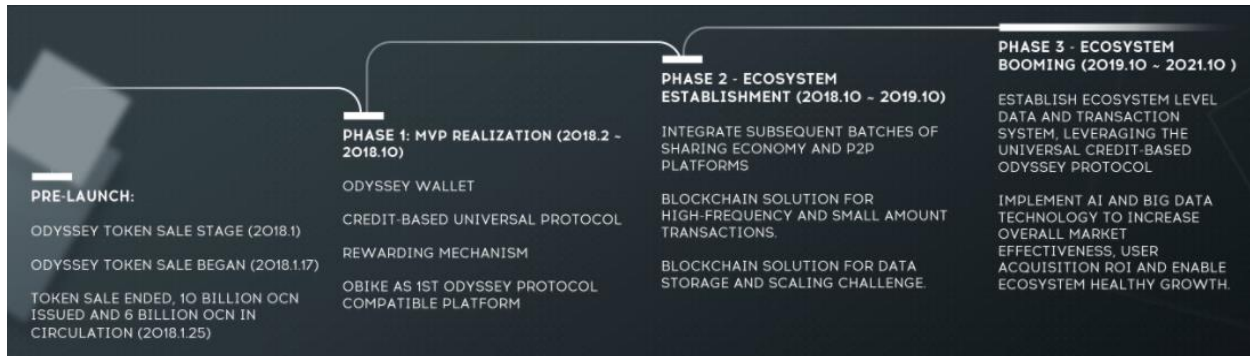 PRE-LAUNCH:
ODYSSEY TOKEN SALE STAGE (2018.1)
ODYSSEY TOKEN SALE BEGAN (2018.1.17)
TOKEN SALE ENDED, 10 BILLION OCN
ISSUED AND 6 BILLION OCN IN
CIRCULATION (2018.1.25)
PHASE 1: MVP REALIZATION (2018.2 ~
2018.10)
ODYSSEY WALLET
CREDIT-BASED UNIVERSAL PROTOCOL
REWARDING MECHANISM
OBIKE AS 1ST ODYSSEY PROTOCOL
COMPATIBLE PLATFORM
PHASE 2 - ECOSYSTEM
ESTABLISHMENT (2018.10 ~ 2019.10)
INTEGRATE SUBSEQUENT BATCHES OF
SHARING ECONOMY AND P2P
PLATFORMS
BLOCKCHAIN SOLUTION FOR
HIGH-FREQUENCY AND SMALL AMOUNT
TRANSACTIONS.
BLOCKCHAIN SOLUTION FOR DATA
STORAGE AND SCALING CHALLENGE.
PHASE 3 - ECOSYSTEM
BOOMING (2019.10 ~ 2021.10 )
ESTABLISH ECOSYSTEM LEVEL
DATA AND TRANSACTION
SYSTEM, LEVERAGING THE
UNIVERSAL CREDIT-BASED
ODYSSEY PROTOCOL
IMPLEMENT AI AND BIG DATA
TECHNOLOGY TO INCREASE
OVERALL MARKET
EFFECTIVENESS, USER
ACQUISITION ROI AND ENABLE
ECOSYSTEM HEALTHY GROWTH.